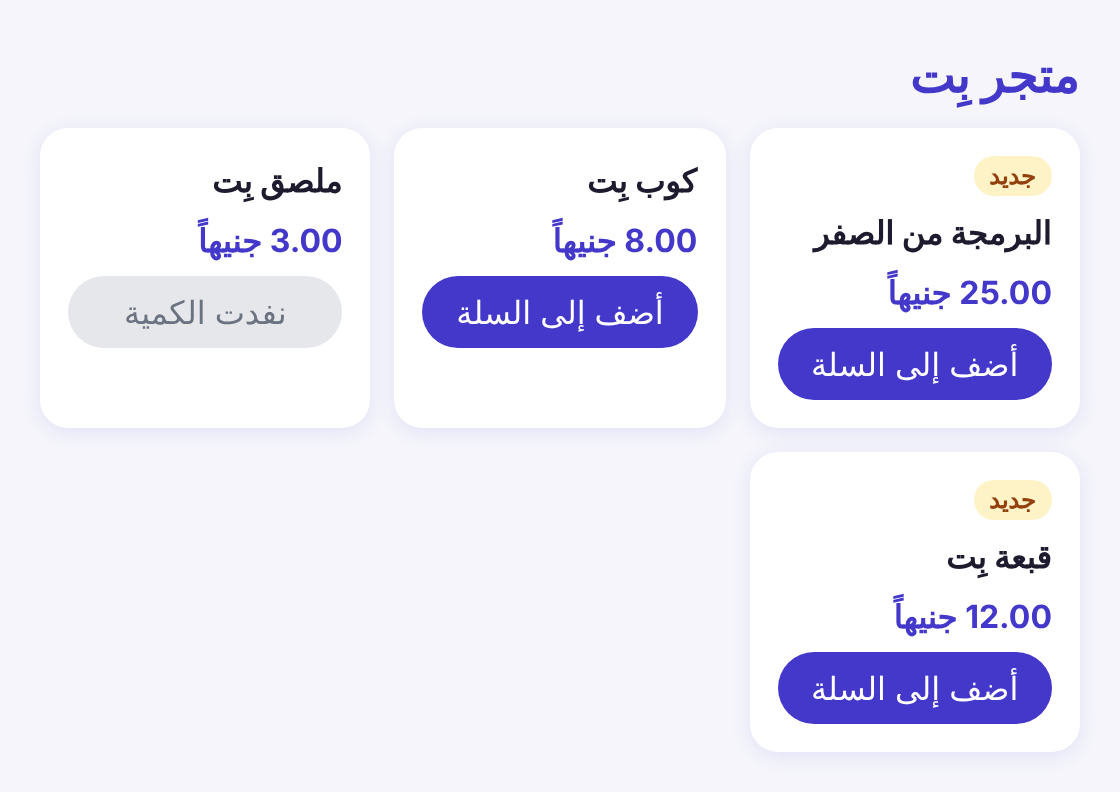 متجر بِت
جديد
البرمجة من الصفر
25.00 جنيهاً
أضف إلى السلة
كوب بِت
8.00 جنيهاً
أضف إلى السلة
ملصق بِت
3.00 جنيهاً
نفدت الكمية
جديد
قبعة بِت
12.00 جنيهاً
أضف إلى السلة